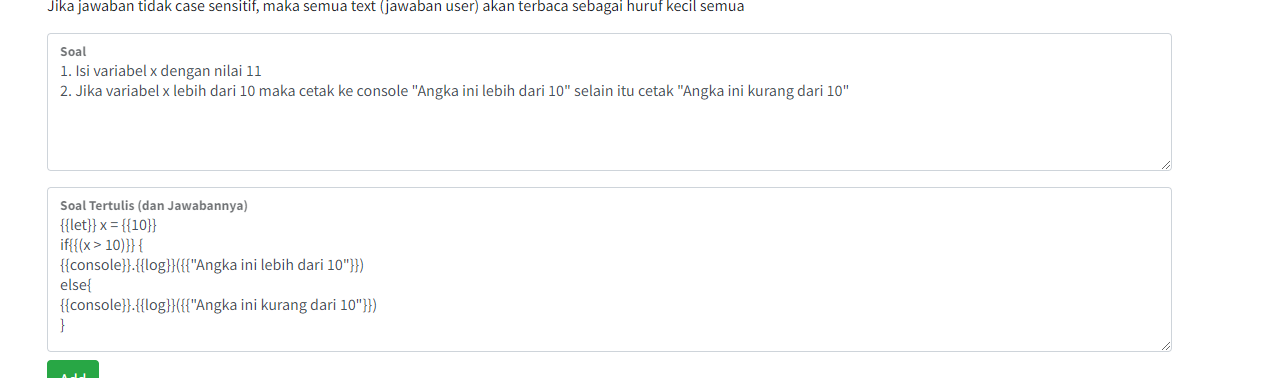 Jika jawaban tidak case sensitif, maka semua text (jawaban user) akan terbaca sebagai huruf kecil semua
Soal
1. Isi variabel x dengan nilai 11
2. Jika variabel x lebih dari 10 maka cetak ke console "Angka ini lebih dari 10" selain itu cetak "Angka ini kurang dari 10"
Soal Tertulis (dan Jawabannya)
{{let}} x = {{10}}
if{{(x > 10)}} {
{{console}}.{{log}}({{"Angka ini lebih dari 10"}})
else{
{{console}}.{{log}}({{"Angka ini kurang dari 10"}})
}
Add